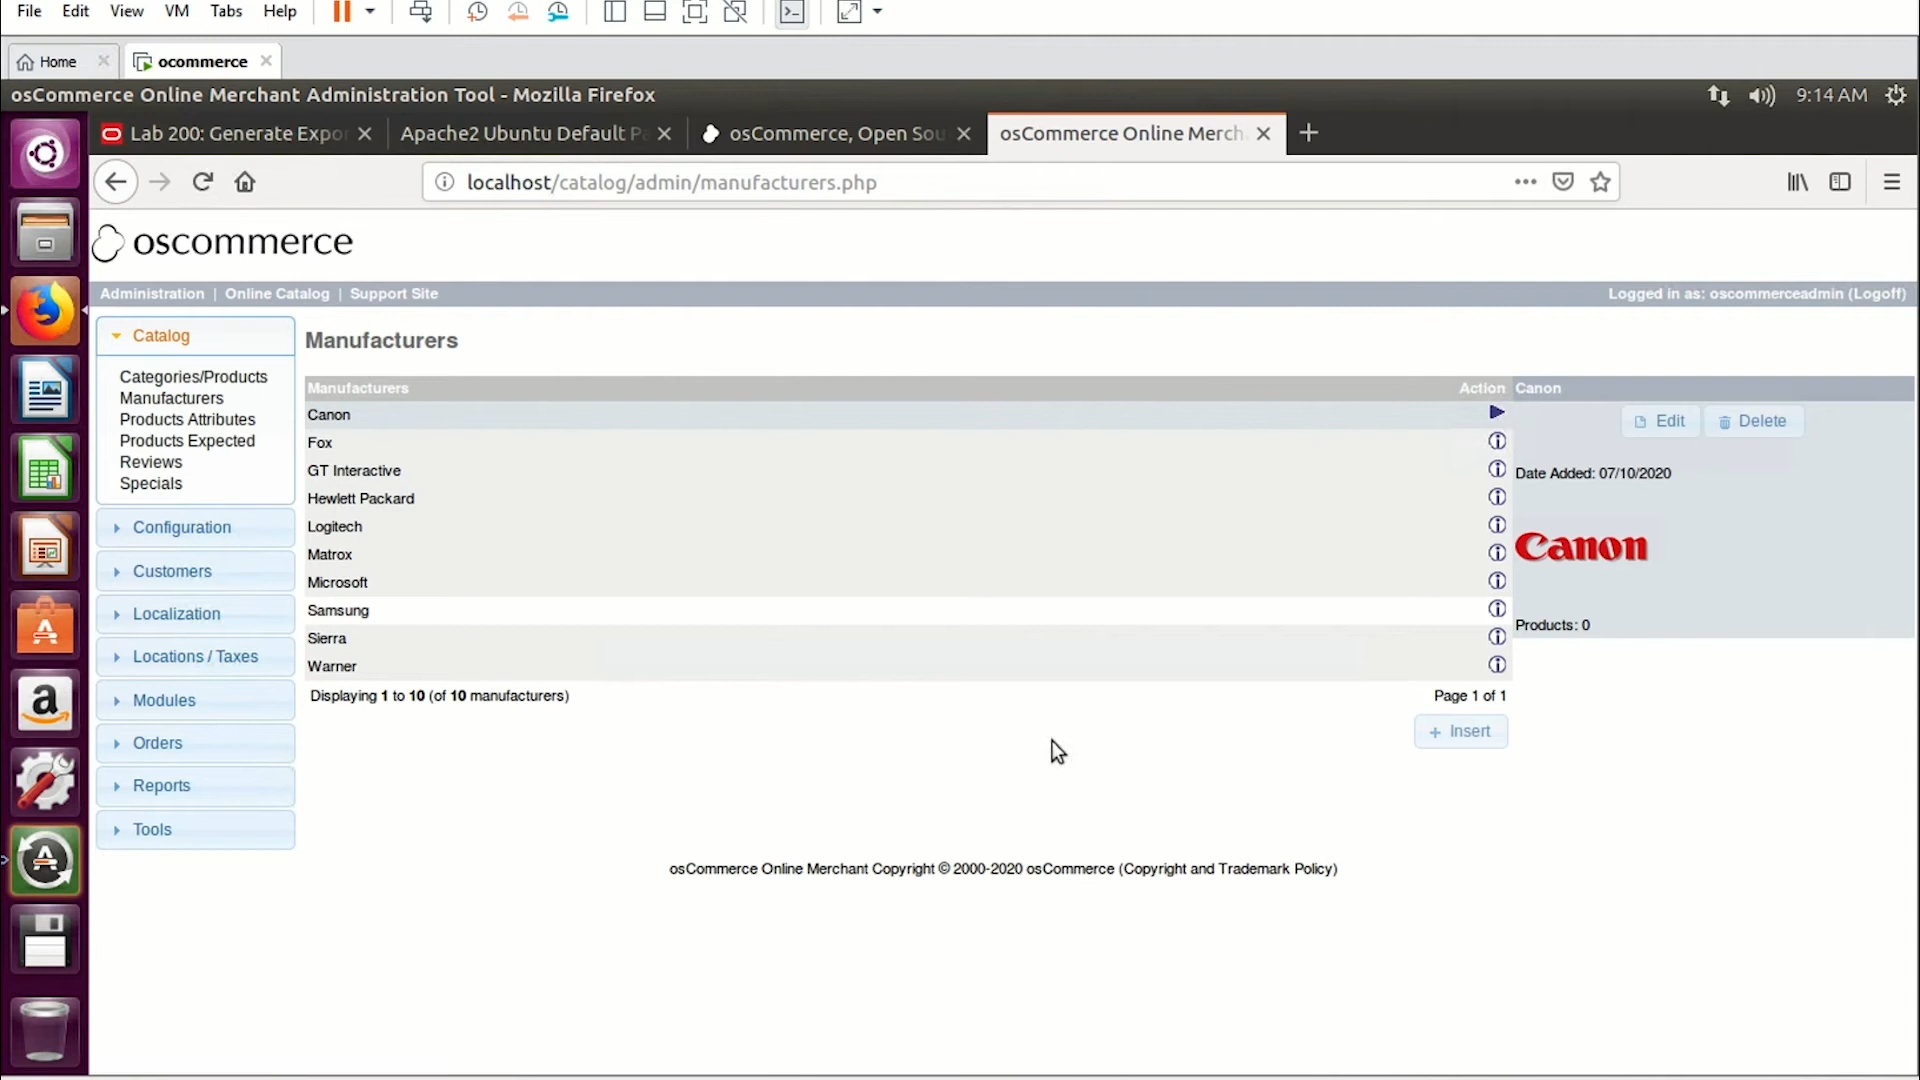 File Edit View VM Tabs Help
Home ocommerce
osCommerce Online Merchant Administration Tool - Mozilla Firefox 9:14 AM
Lab 200: Generate Expor Apache2 Ubuntu Default Pa osCommerce, Open Sou osCommerce Online Merch
localhost/catalog/admin/manufacturers.php
oscommerce
Administration | Online Catalog | Support Site Logged in as: oscommerceadmin (Logoff)
Catalog
Categories/Products
Manufacturers
Products Attributes
Products Expected
Reviews
Specials
Configuration
Customers
Localization
Locations / Taxes
Modules
Orders
Reports
Tools
Manufacturers
Manufacturers Action
Canon
Fox
GT Interactive
Hewlett Packard
Logitech
Matrox
Microsoft
Samsung
Sierra
Warner
Displaying 1 to 10 (of 10 manufacturers) Page 1 of 1
+ Insert
Canon
Edit Delete
Date Added: 07/10/2020
Canon
Products: 0
osCommerce Online Merchant Copyright © 2000-2020 osCommerce (Copyright and Trademark Policy)